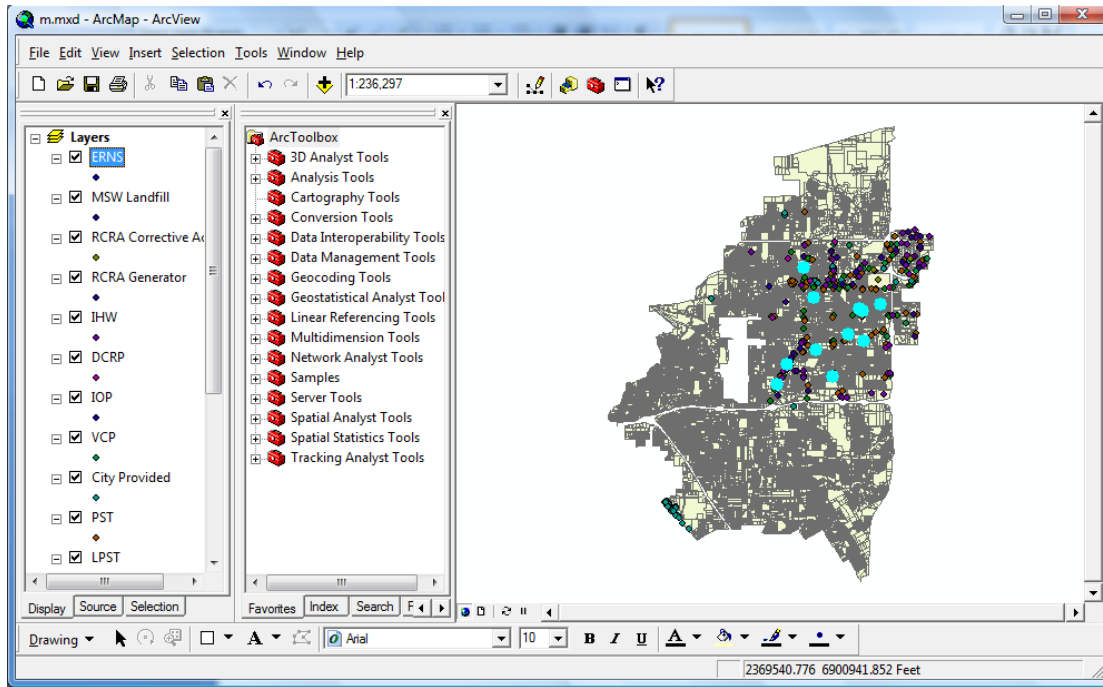 m.mxd - ArcMap - ArcView
File Edit View Insert Selection Tools Window Help
1:236,297
Layers
ERNS
MSW Landfill
RCRA Corrective Ac
RCRA Generator
IHW
DCRP
IOP
VCP
City Provided
PST
LPST
Display Source Selection
ArcToolbox
3D Analyst Tools
Analysis Tools
Cartography Tools
Conversion Tools
Data Interoperability Tools
Data Management Tools
Geocoding Tools
Geostatistical Analyst Tool
Linear Referencing Tools
Multidimension Tools
Network Analyst Tools
Samples
Server Tools
Spatial Analyst Tools
Spatial Statistics Tools
Tracking Analyst Tools
Favorites Index Search F
Drawing A Arial 10 B I U A
2369540.776 6900941.852 Feet